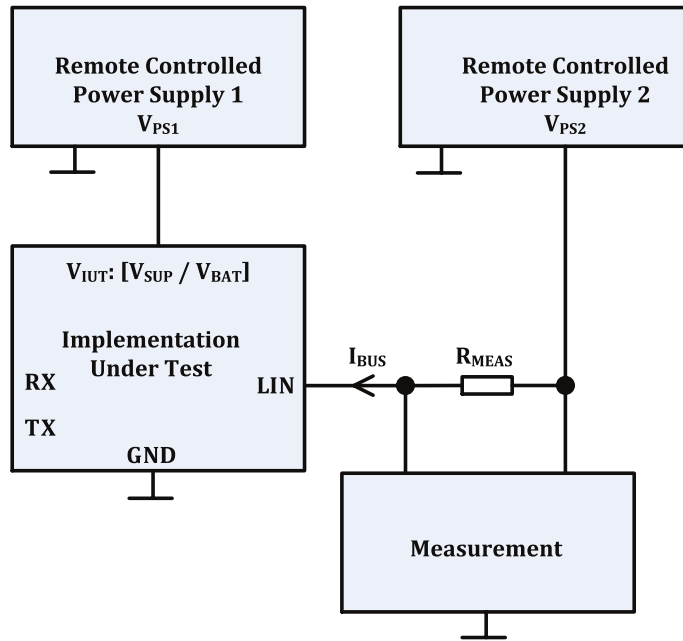 Remote Controlled
Power Supply 1
VPS1
Remote Controlled
Power Supply 2
VPS2
VIUT: [VSUP / VBAT]
Implementation
Under Test
RX
TX
LIN
GND
IBUS
RMEAS
Measurement